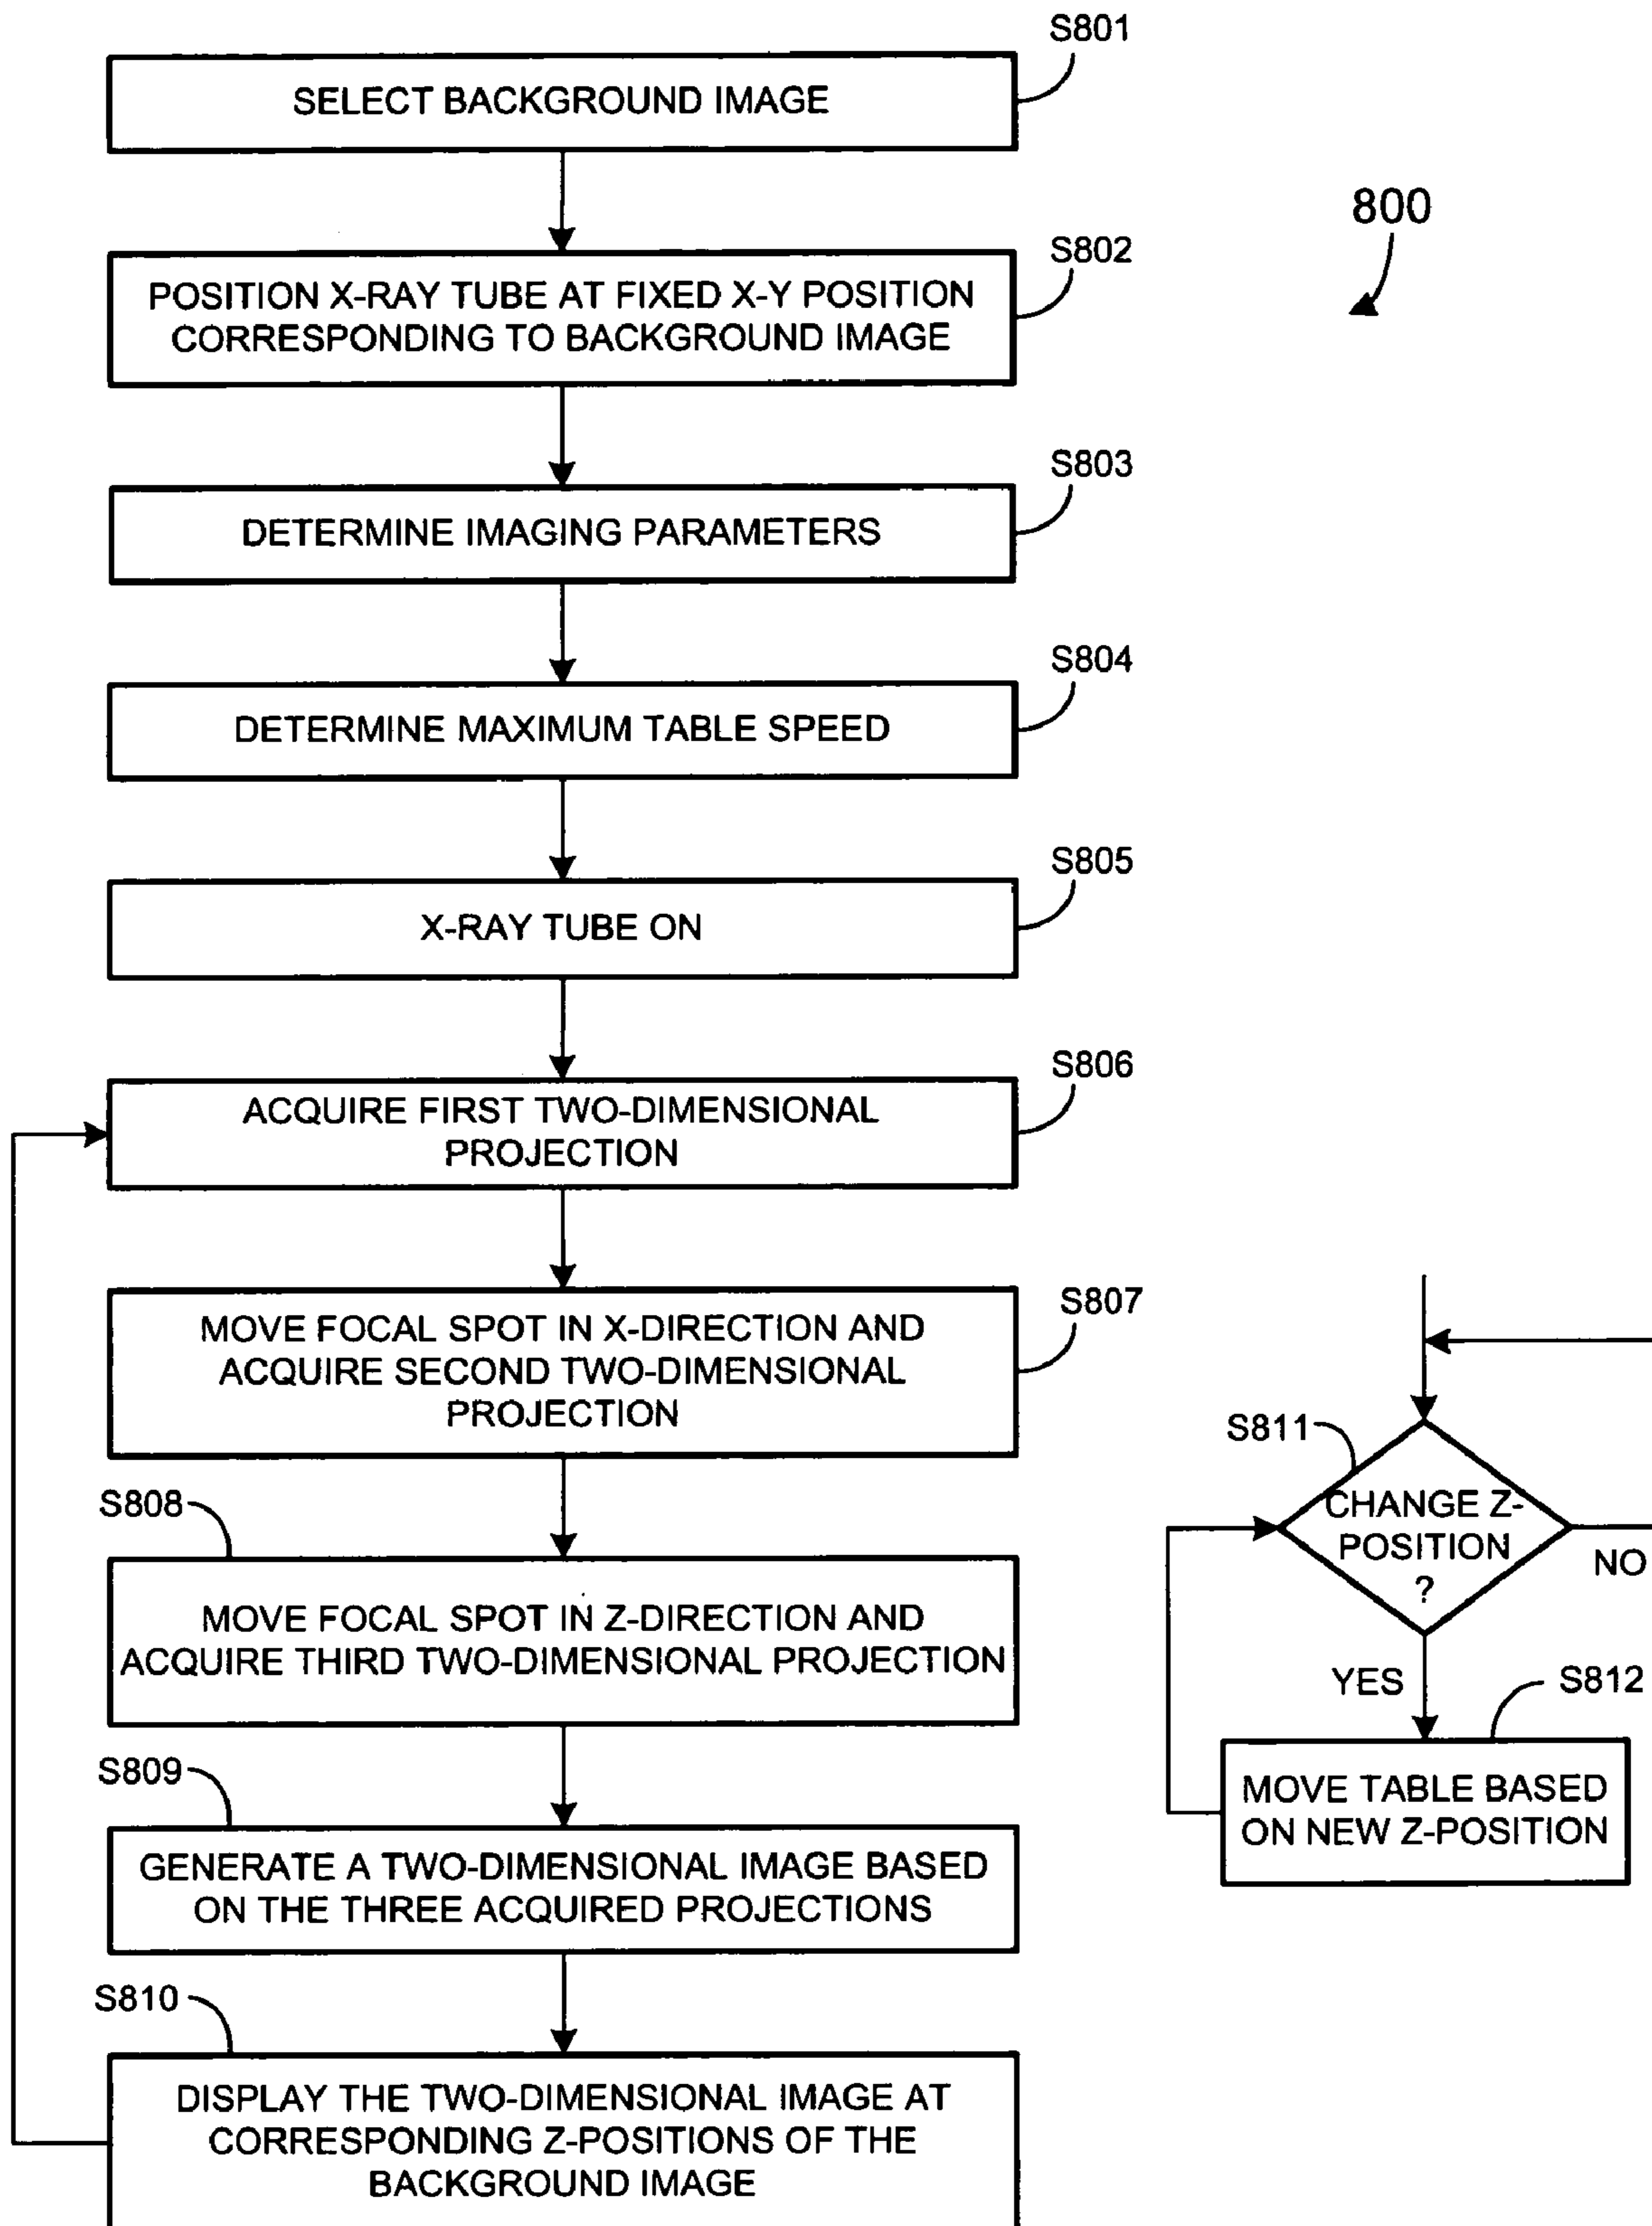 S801
SELECT BACKGROUND IMAGE
800
S802
POSITION X-RAY TUBE AT FIXED X-Y POSITION
CORRESPONDING TO BACKGROUND IMAGE
S803
DETERMINE IMAGING PARAMETERS
S804
DETERMINE MAXIMUM TABLE SPEED
S805
X-RAY TUBE ON
S806
ACQUIRE FIRST TWO-DIMENSIONAL
PROJECTION
S807
MOVE FOCAL SPOT IN X-DIRECTION AND
ACQUIRE SECOND TWO-DIMENSIONAL
PROJECTION
S808
MOVE FOCAL SPOT IN Z-DIRECTION AND
ACQUIRE THIRD TWO-DIMENSIONAL PROJECTION
S809
GENERATE A TWO-DIMENSIONAL IMAGE BASED
ON THE THREE ACQUIRED PROJECTIONS
S810
DISPLAY THE TWO-DIMENSIONAL IMAGE AT
CORRESPONDING Z-POSITIONS OF THE
BACKGROUND IMAGE
S811
CHANGE Z-
POSITION
?
NO
YES
S812
MOVE TABLE BASED
ON NEW Z-POSITION